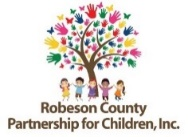 Robeson County
Partnership for Children, Inc.